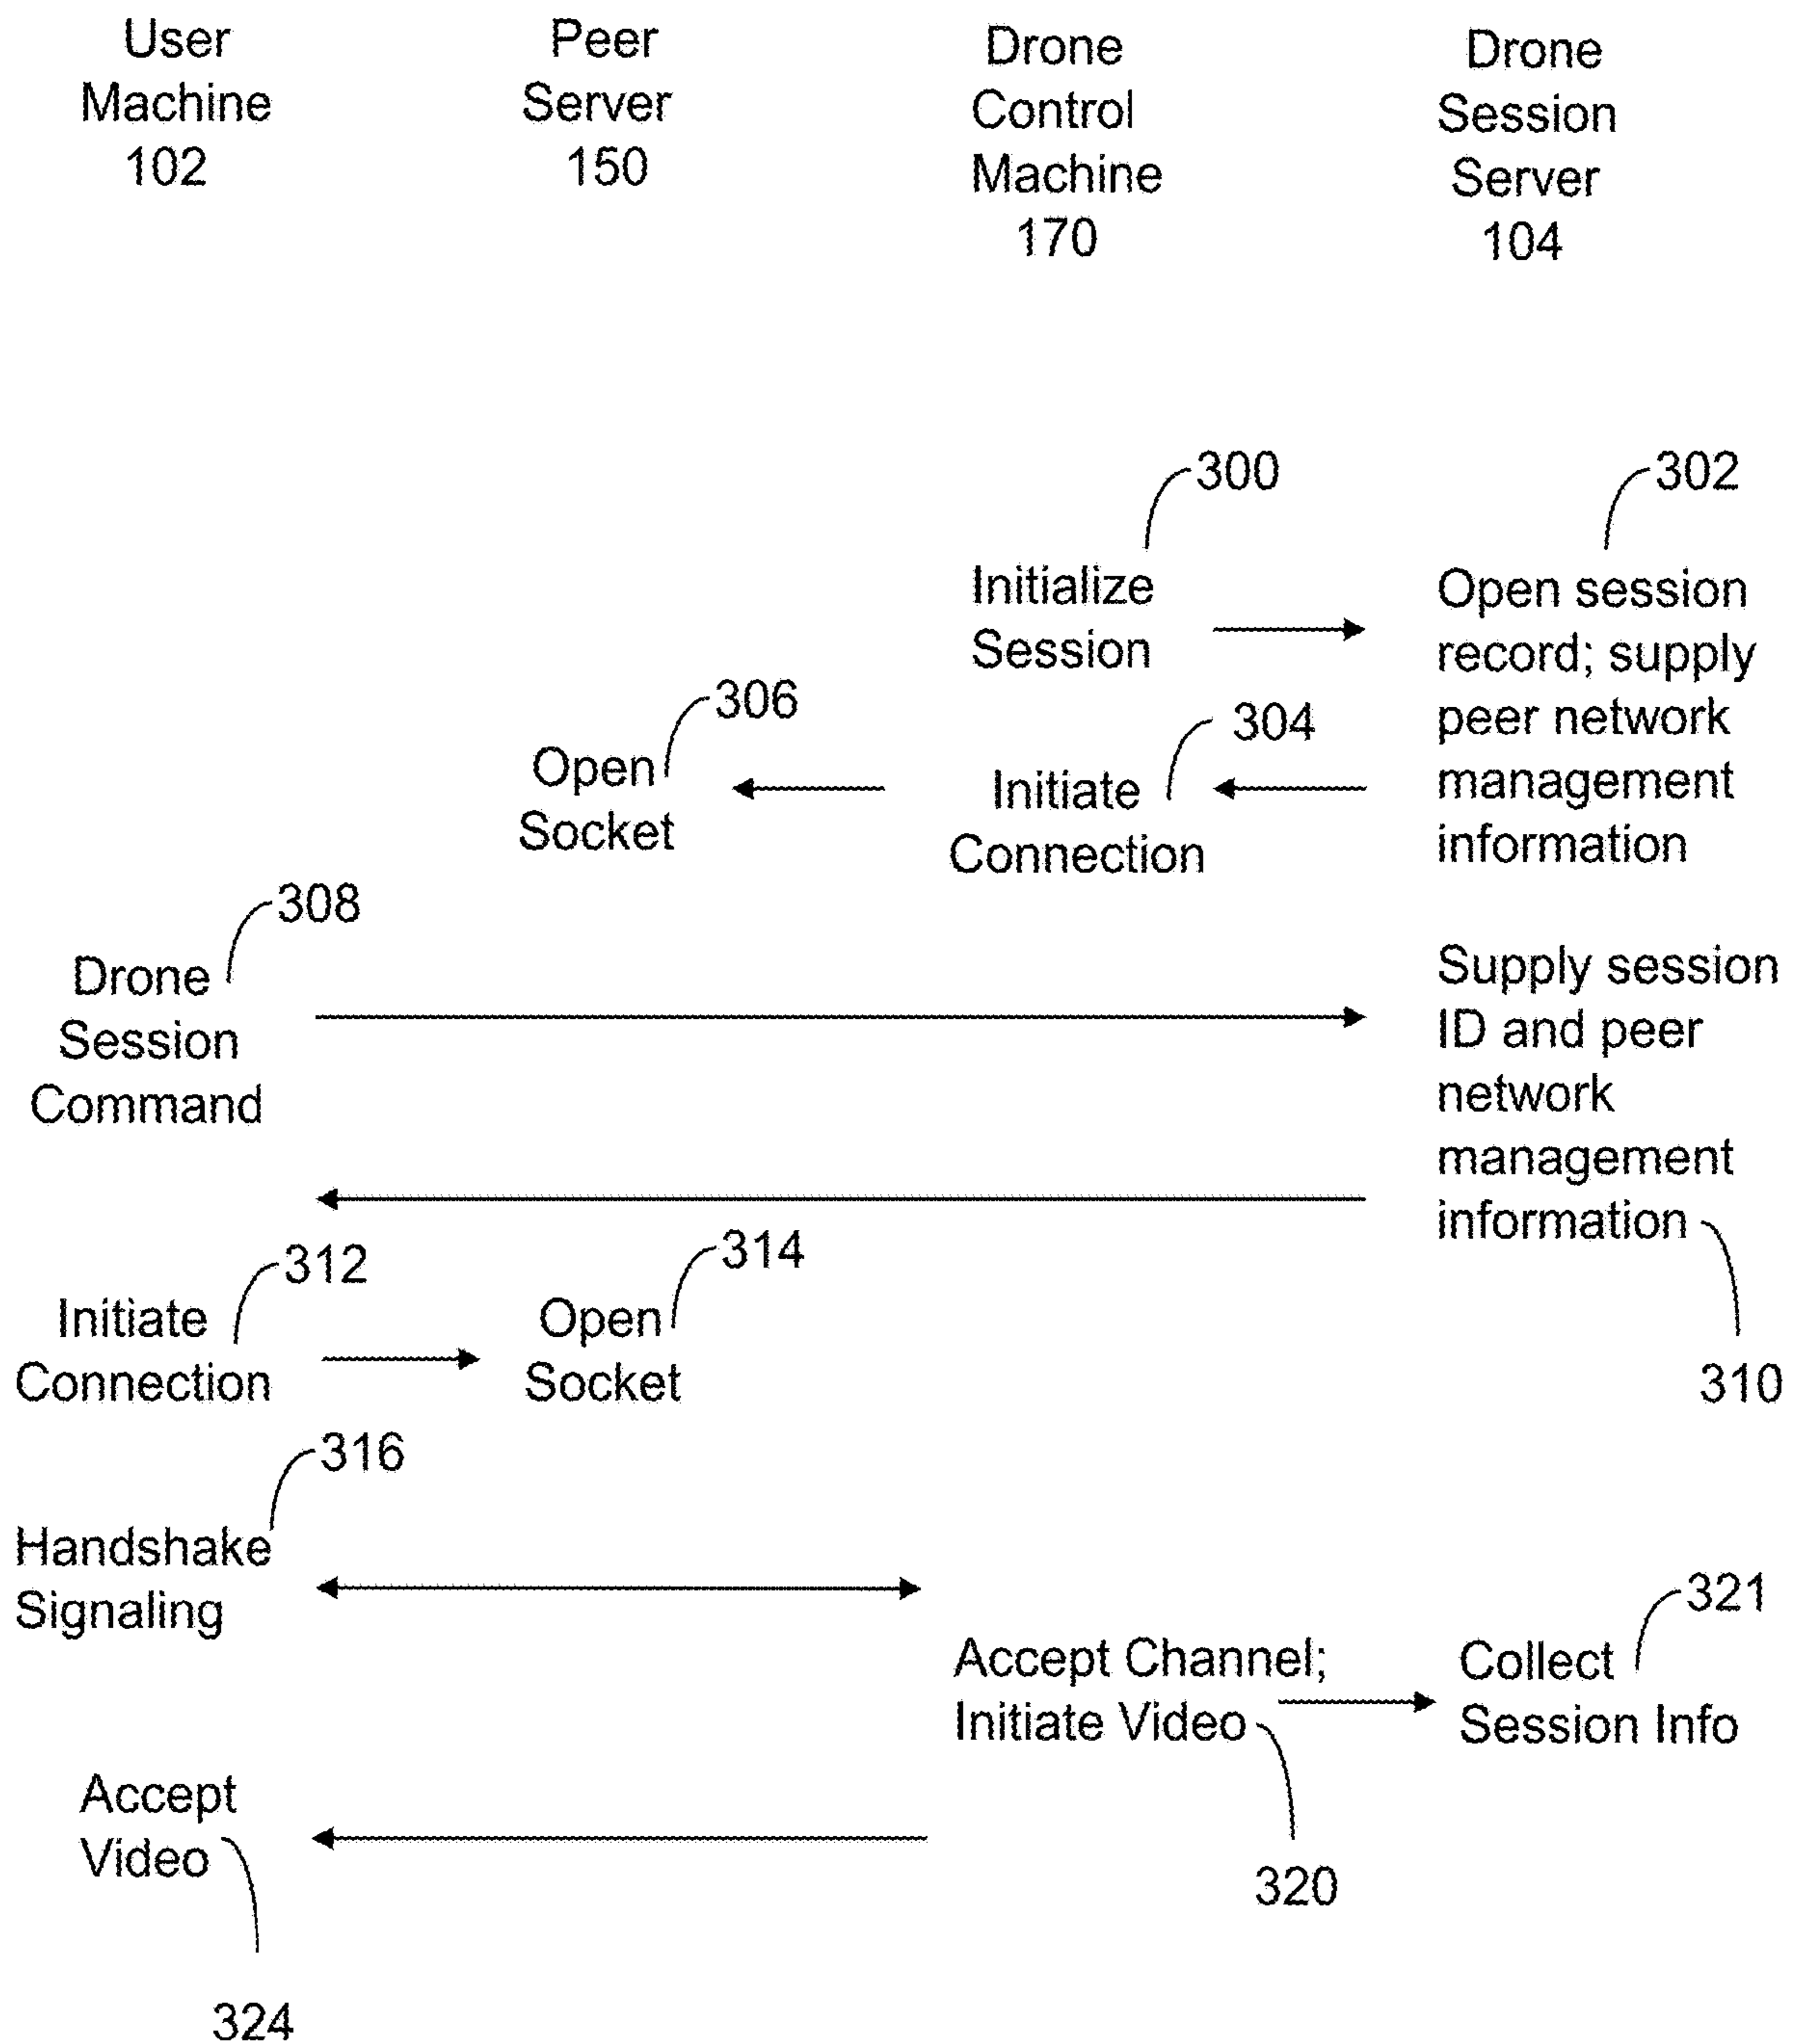 User
Machine
102
Peer
Server
150
Drone
Control
Machine
170
Drone
Session
Server
104
300
Initialize
Session
302
Open session
record; supply
peer network
management
information
306
Open
Socket
304
Initiate
Connection
308
Drone
Session
Command
Supply session
ID and peer
network
management
information
310
312
Initiate
Connection
314
Open
Socket
316
Handshake
Signaling
Accept Channel;
Initiate Video
320
321
Collect
Session Info
Accept
Video
324